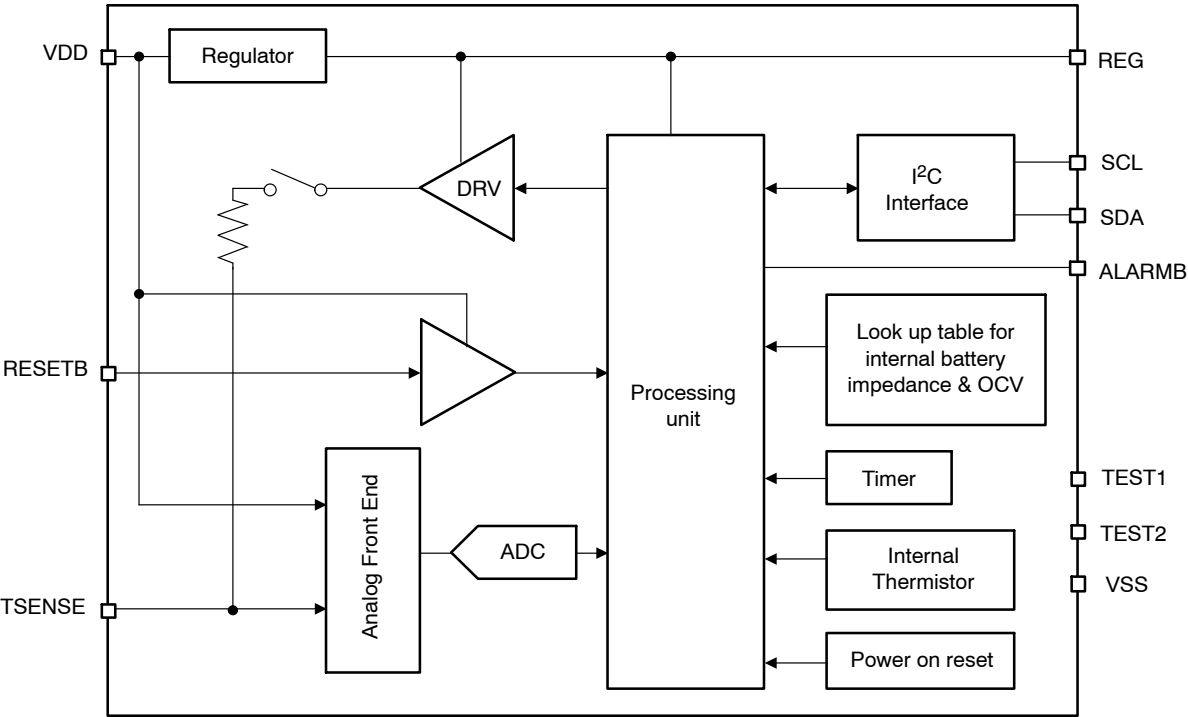 VDD
Regulator
REG
DRV
I²C
Interface
SCL
SDA
ALARMB
Look up table for
internal battery
impedance & OCV
RESETB
Processing
unit
Timer
TEST1
Analog Front End
ADC
TEST2
Internal
Thermistor
VSS
TSENSE
Power on reset